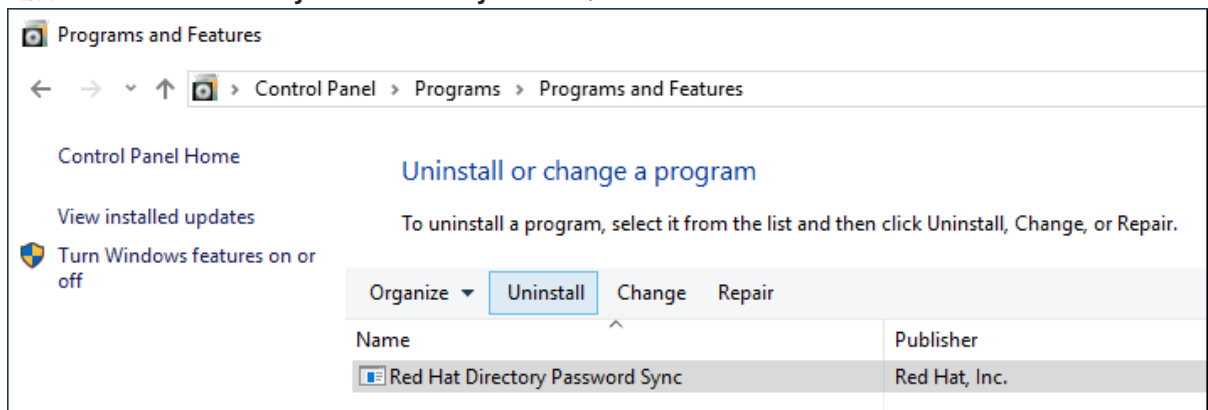 Programs and Features
Control Panel > Programs > Programs and Features
Control Panel Home
Uninstall or change a program
View installed updates
To uninstall a program, select it from the list and then click Uninstall, Change, or Repair.
Turn Windows features on or
off
Organize Uninstall Change Repair
Name Publisher
Red Hat Directory Password Sync Red Hat, Inc.